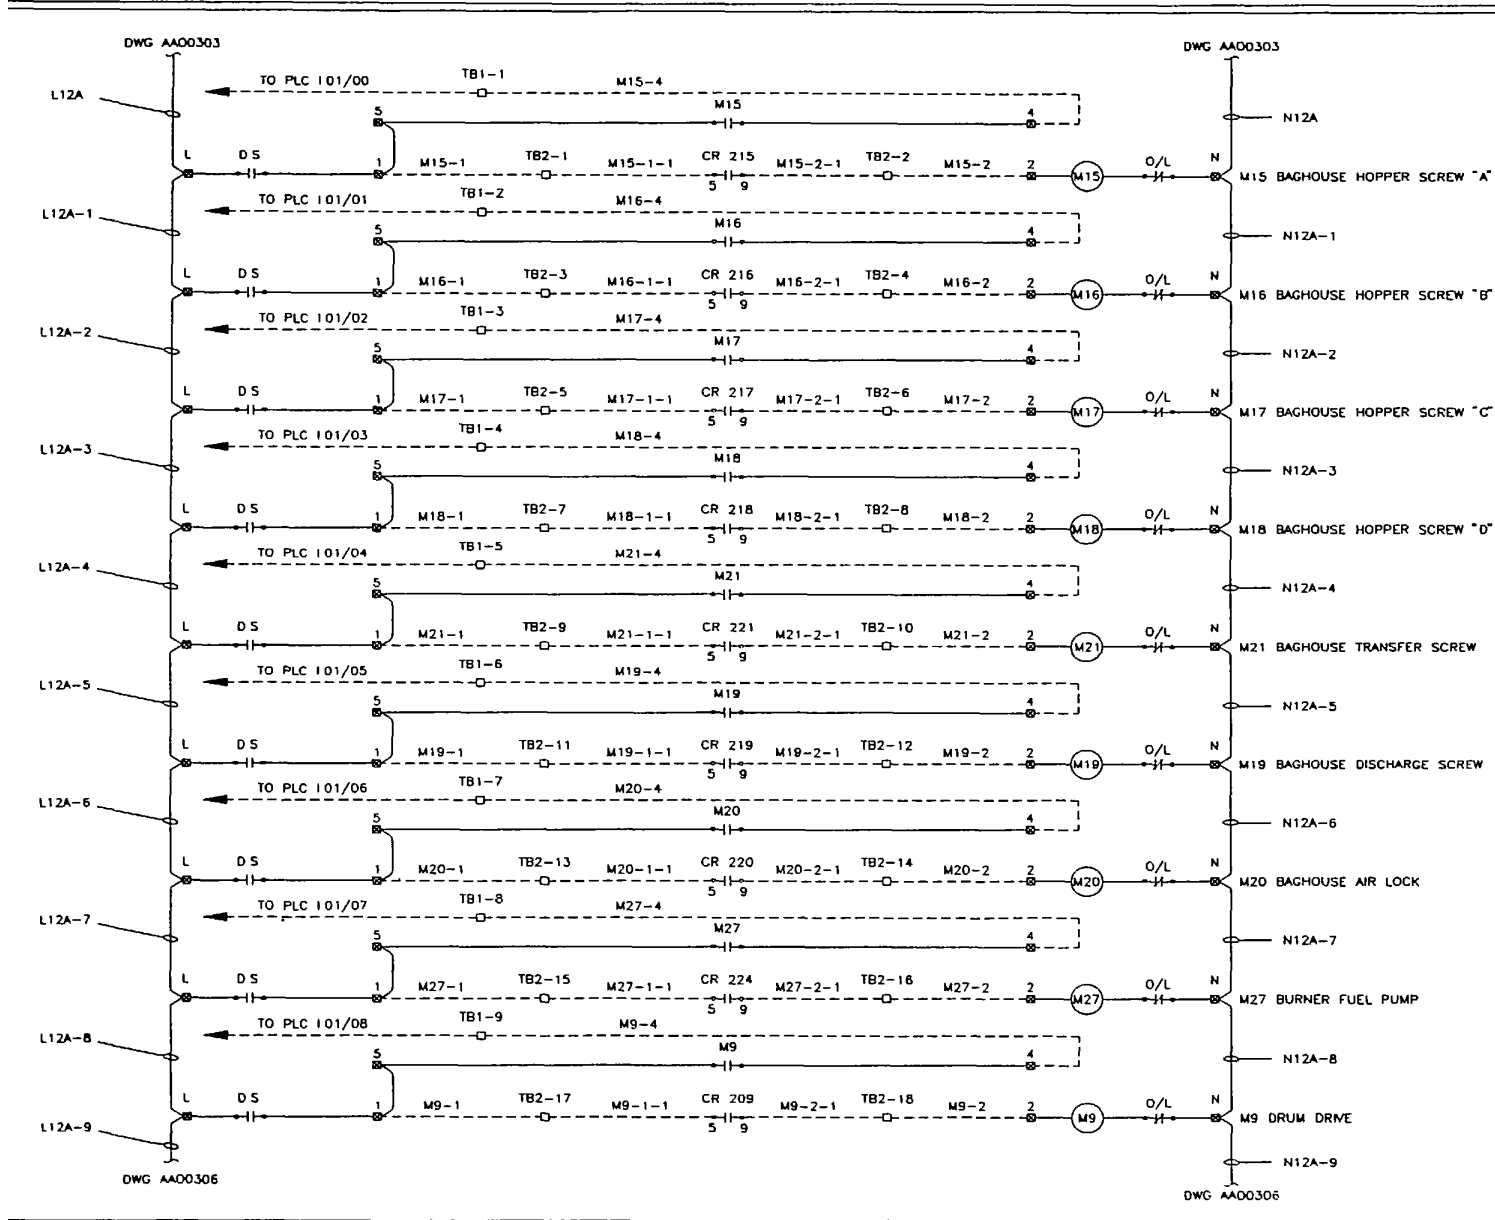 DWG AA00303 DWG AA00303
TO PLC I01/00 TB1-1 M15-4
L12A 5 M15 4 N12A
L DS 1 M15-1 TB2-1 M15-1-1 CR 215 M15-2-1 TB2-2 M15-2 2 M15 O/L N M15 BAGHOUSE HOPPER SCREW "A"
5 9
TO PLC I01/01 TB1-2 M16-4
L12A-1 5 M16 4 N12A-1
L DS 1 M16-1 TB2-3 M16-1-1 CR 216 M16-2-1 TB2-4 M16-2 2 M16 O/L N M16 BAGHOUSE HOPPER SCREW "B"
5 9
TO PLC I01/02 TB1-3 M17-4
L12A-2 5 M17 4 N12A-2
L DS 1 M17-1 TB2-5 M17-1-1 CR 217 M17-2-1 TB2-6 M17-2 2 M17 O/L N M17 BAGHOUSE HOPPER SCREW "C"
5 9
TO PLC I01/03 TB1-4 M18-4
L12A-3 5 M18 4 N12A-3
L DS 1 M18-1 TB2-7 M18-1-1 CR 218 M18-2-1 TB2-8 M18-2 2 M18 O/L N M18 BAGHOUSE HOPPER SCREW "D"
5 9
TO PLC I01/04 TB1-5 M21-4
L12A-4 5 M21 4 N12A-4
L DS 1 M21-1 TB2-9 M21-1-1 CR 221 M21-2-1 TB2-10 M21-2 2 M21 O/L N M21 BAGHOUSE TRANSFER SCREW
5 9
TO PLC I01/05 TB1-6 M19-4
L12A-5 5 M19 4 N12A-5
L DS 1 M19-1 TB2-11 M19-1-1 CR 219 M19-2-1 TB2-12 M19-2 2 M19 O/L N M19 BAGHOUSE DISCHARGE SCREW
5 9
TO PLC I01/06 TB1-7 M20-4
L12A-6 5 M20 4 N12A-6
L DS 1 M20-1 TB2-13 M20-1-1 CR 220 M20-2-1 TB2-14 M20-2 2 M20 O/L N M20 BAGHOUSE AIR LOCK
5 9
TO PLC I01/07 TB1-8 M27-4
L12A-7 5 M27 4 N12A-7
L DS 1 M27-1 TB2-15 M27-1-1 CR 224 M27-2-1 TB2-16 M27-2 2 M27 O/L N M27 BURNER FUEL PUMP
5 9
TO PLC I01/08 TB1-9 M9-4
L12A-8 5 M9 4 N12A-8
L DS 1 M9-1 TB2-17 M9-1-1 CR 209 M9-2-1 TB2-18 M9-2 2 M9 O/L N M9 DRUM DRIVE
5 9
L12A-9 N12A-9
DWG AA00306 DWG AA00306